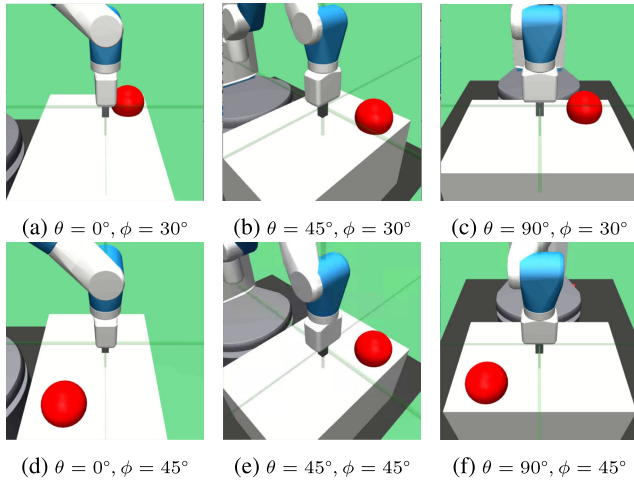 (a) θ = 0°, ϕ = 30°
(b) θ = 45°, ϕ = 30°
(c) θ = 90°, ϕ = 30°
(d) θ = 0°, ϕ = 45°
(e) θ = 45°, ϕ = 45°
(f) θ = 90°, ϕ = 45°